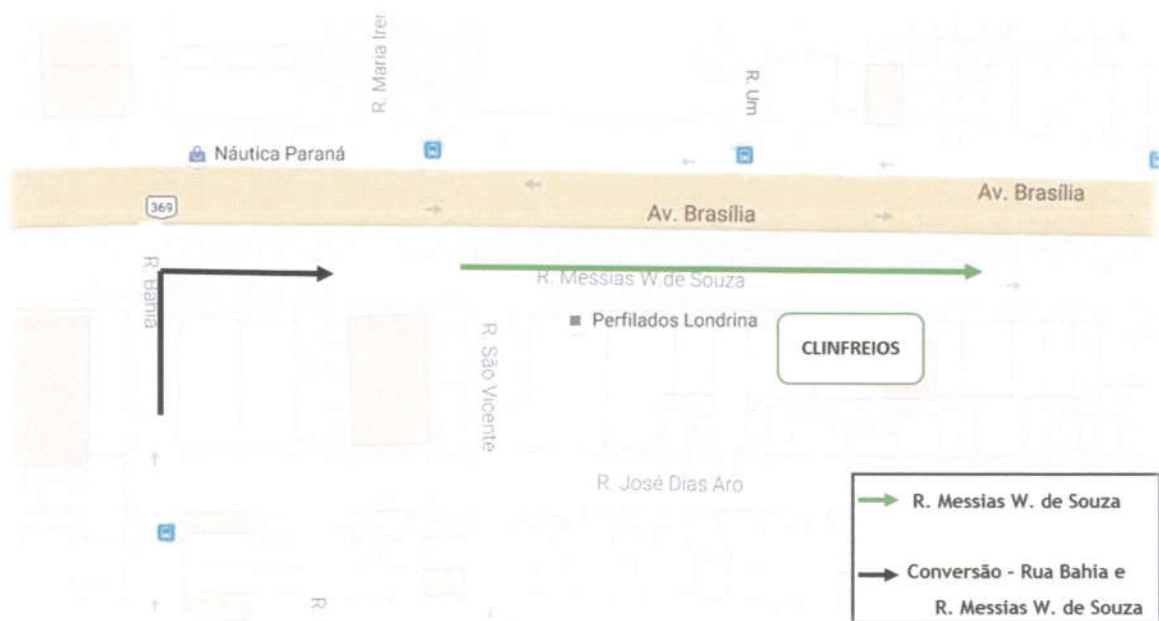 R. Maria Irer
R. Um
Náutica Paraná
369
Av. Brasília
Av. Brasília
R. Bahia
R. Messias W.de Souza
Perfilados Londrina
CLINFREIOS
R. São Vicente
R. José Dias Aro
R. Messias W. de Souza
Conversão - Rua Bahia e
R. Messias W. de Souza
R